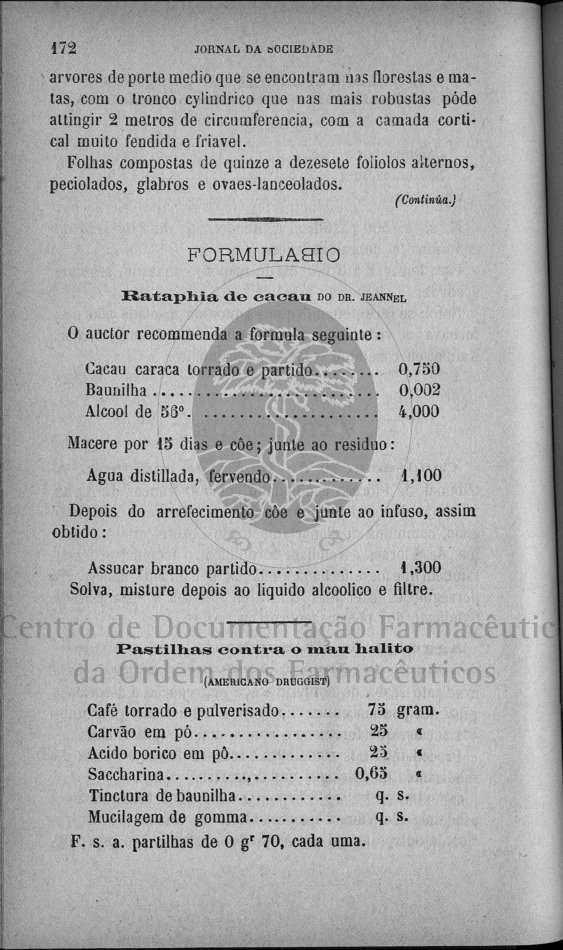 172 JORNAL DA SOCIEDADE
arvores de porte medio que se encontram nas florestas e ma-
tas, com o tronco cylindrico que nas mais robustas póde
attingir 2 metros de circumferencia, com a camada corti-
cal muito fendida e friavel.
Folhas compostas de quinze a dezesete foliolos alternos,
peciolados, glabros e ovaes-lanceolados.
(Continúa.)
FORMULARIO
Rataphia de cacau DO DR. JEANNEL
O auctor recommenda a formula seguinte:
Cacau caraca torrado e partido........ 0,750
Baunilha ........................... 0,002
Alcool de 56°. ..................... 4,000
Macere por 15 dias e côe; junte ao residuo:
Agua distillada, fervendo............. 1,100
Depois do arrefecimento côe e junte ao infuso, assim
obtido:
Assucar branco partido.............. 1,300
Solva, misture depois ao liquido alcoolico e filtre.
Centro de Documentação Farmacêutic
Pastilhas contra o mau halito
da Ordem dos Farmacêuticos
(AMERICANO DRUGGIST)
Café torrado e pulverisado....... 75 gram.
Carvão em pó................. 25 «
Acido borico em pô............. 25 «
Saccharina..........,.......... 0,65 «
Tinctura de baunilha............ q. s.
Mucilagem de gomma........... q. s.
F. s. a. partilhas de 0 gr 70, cada uma.